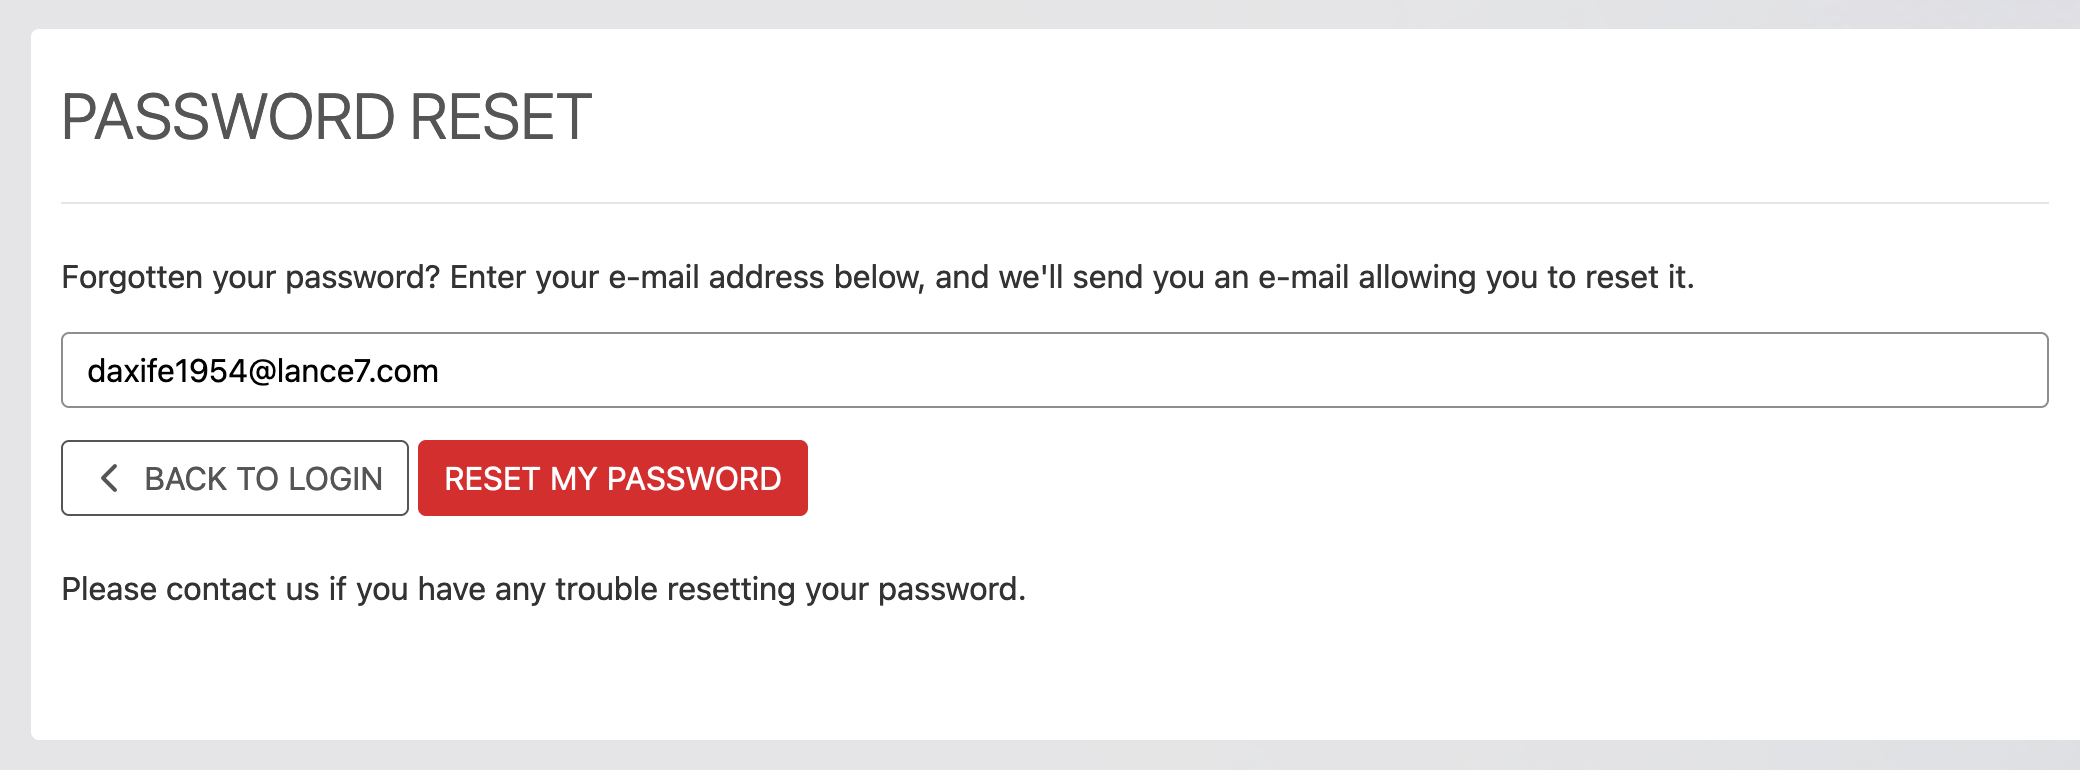 PASSWORD RESET
Forgotten your password? Enter your e-mail address below, and we'll send you an e-mail allowing you to reset it.
daxife1954@lance7.com
BACK TO LOGIN
RESET MY PASSWORD
Please contact us if you have any trouble resetting your password.